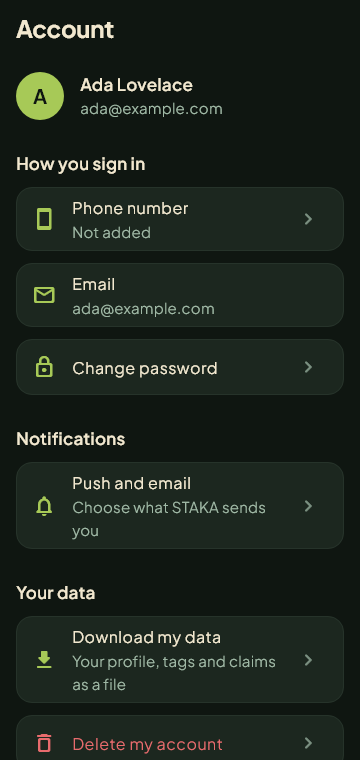 Account
A
Ada Lovelace
ada@example.com
How you sign in
Phone number
Not added
Email
ada@example.com
Change password
Notifications
Push and email
Choose what STAKA sends
you
Your data
Download my data
Your profile, tags and claims
as a file
Delete my account